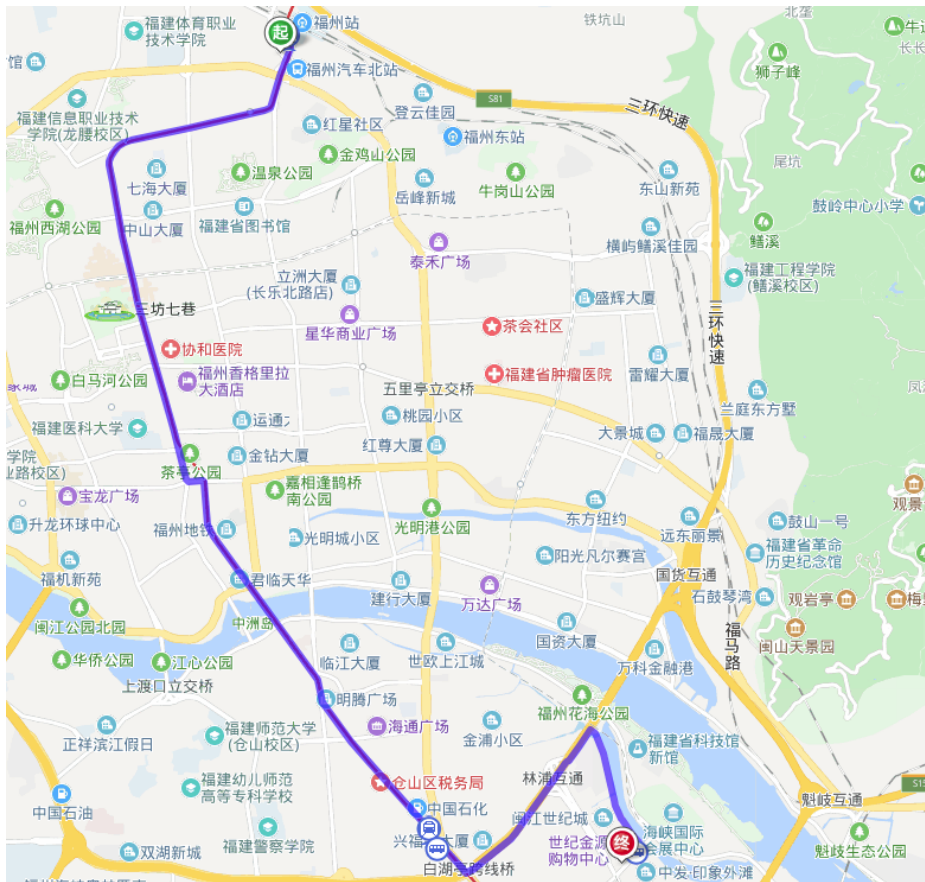 北垄
铁坑山
牛迹
长长
福建体育职业
技术学院
起
福州站
馆
狮子峰
福州汽车北站
S81
三环快速
登云佳园
福建信息职业技术
学院(龙腰校区)
红星社区
福州东站
金鸡山公园
尾坑
温泉公园
七海大厦
岳峰新城
牛岗山公园
东山新苑
鼓岭中心小学
福州西湖公园
中山大厦
福建省图书馆
横屿鳝溪佳园
鳝溪
泰禾广场
立洲大厦
(长乐北路店)
福建工程学院
(鳝溪校区)
盛辉大厦
三坊七巷
星华商业广场
茶会社区
三环快速
协和医院
福州香格里拉
大酒店
福建省肿瘤医院
雷耀大厦
象城
白马河公园
五里亭立交桥
兰庭东方墅
福建医科大学
运通
桃园小区
大景城
福晟大厦
学院
业路校区)
茶亭公园
金钻大厦
红尊大厦
嘉相逢鹊桥
南公园
宝龙广场
观景
升龙环球中心
福州地铁
光明城小区
光明港公园
东方纽约
远东丽景
鼓山一号
福建省革命
历史纪念馆
阳光凡尔赛宫
福机新苑
君临天华
国货互通
建行大厦
万达广场
石鼓琴湾
观岩亭
梅
闽江公园北园
中洲岛
国资大厦
福马路
闽山天景园
华侨公园
江心公园
临江大厦
世欧上江城
万科金融港
上渡口立交桥
明腾广场
福州花海公园
正祥滨江假日
福建师范大学
(仓山校区)
海通广场
金浦小区
福建省科技馆
新馆
林浦互通
仓山区税务局
福建幼儿师范
高等专科学校
中国石油
中国石化
闽江世纪城
魁岐互通
S15
兴福
大厦
世纪金源
购物中心
终
海峡国际
会展中心
双湖新城
福建警察学院
白湖亭跨线桥
中发·印象外滩
魁岐生态公园